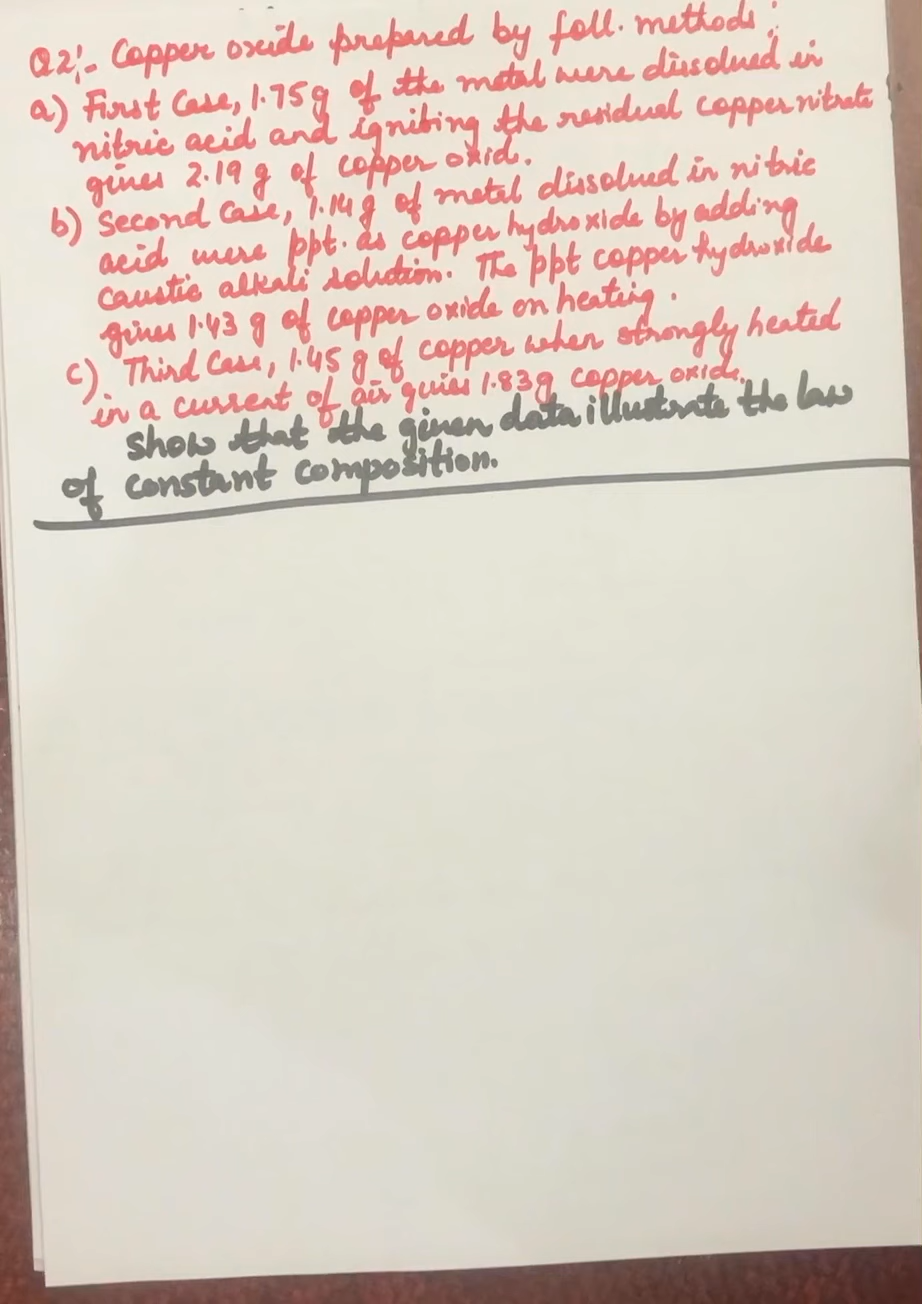 Q2:- Copper oxide prepared by foll. methods:
a) First Case, 1.75g of the metal were dissolved in
nitric acid and igniting the residual copper nitrate
gives 2.19 g of copper oxid.
b) Second Case, 1.14g of metal dissolved in nitric
acid were ppt. as copper hydroxide by adding
caustic alkali solution. The ppt copper hydroxide
gives 1.43 g of copper oxide on heating.
c) Third Case, 1.45 g of copper when strongly heated
in a current of air gives 1.83g copper oxide.
Show that the given data illustrate the law
of constant composition.